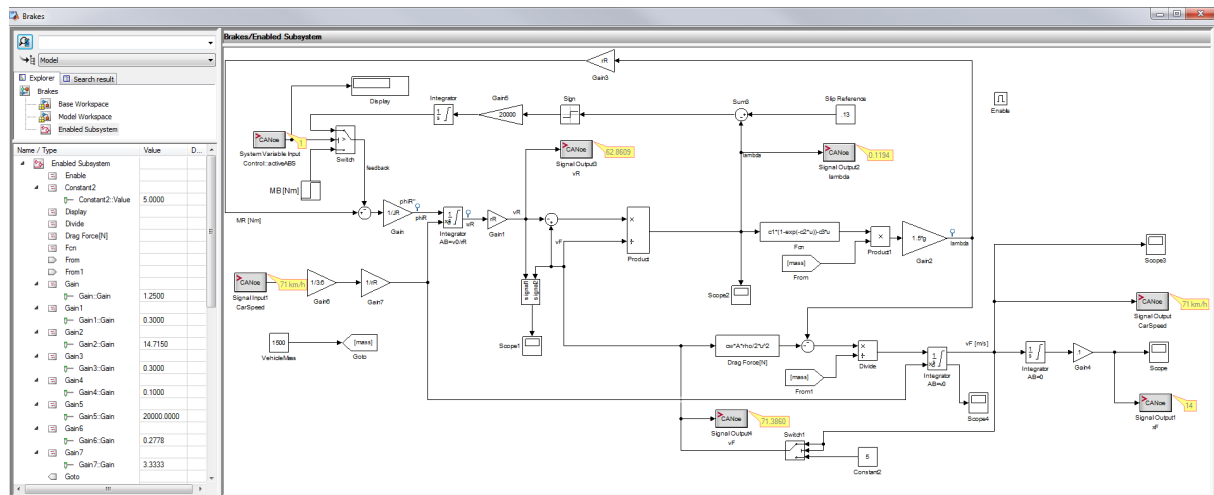 Brakes
Model
Explorer
Search result
Brakes
Base Workspace
Model Workspace
Enabled Subsystem
Name / Type Value D...
Enabled Subsystem
Enable
Constant2
Constant2::Value 5.0000
Display
Divide
Drag Force[N]
Fcn
From
From1
Gain
Gain::Gain 1.2500
Gain1
Gain1::Gain 0.3000
Gain2
Gain2::Gain 14.7150
Gain3
Gain3::Gain 0.3000
Gain4
Gain4::Gain 0.1000
Gain5
Gain5::Gain 20000.0000
Gain6
Gain6::Gain 0.2778
Gain7
Gain7::Gain 3.3333
Goto
Brakes/Enabled Subsystem
rR
Gain3
Display
Integrator
Gain5
20000
Sign
Sum3
Slip Reference
.13
Enable
CANoe
1
System Variable Input
Control::activeABS
Switch
feedback
MB [Nm]
CANoe
62.8609
Signal Output3
vR
lambda
CANoe
0.1194
Signal Output2
lambda
MR [Nm]
1/JR
Gain
phiR''
phiR'
Integrator
AB=v0/rR
wR
rR
Gain1
vR
vF
Product
c1*(1-exp(-c2*u))-c3*u
Fcn
[mass]
From
Product1
1.5*g
Gain2
lambda
Scope3
CANoe
71 km/h
Signal Input1
CarSpeed
1/3.6
Gain6
1/rR
Gain7
signal1
signal2
Scope1
Scope2
CANoe
71 km/h
Signal Output
CarSpeed
1500
VehicleMass
[mass]
Goto
cw*A*rho/2*u^2
Drag Force[N]
[mass]
From1
Divide
Integrator
AB=v0
vF [m/s]
Integrator
AB=0
1
Gain4
Scope
Scope4
CANoe
71.3860
Signal Output4
vF
Switch1
5
Constant2
CANoe
14
Signal Output1
xF